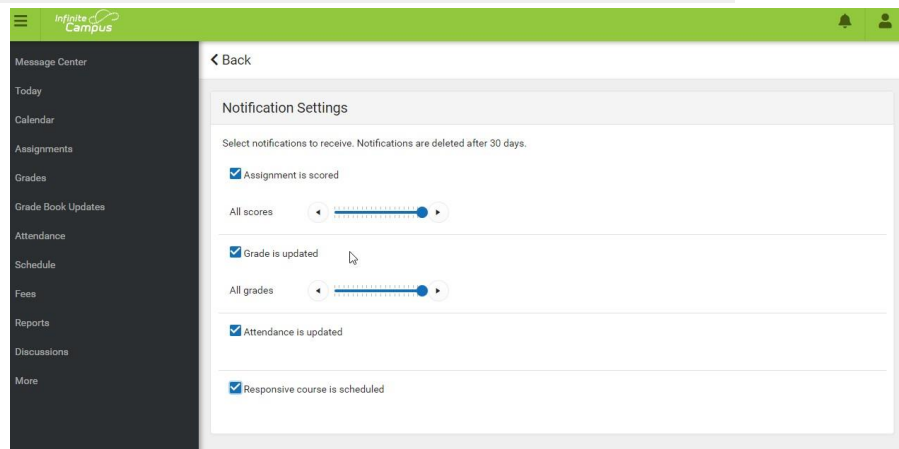 Infinite
Campus
Message Center
Today
Calendar
Assignments
Grades
Grade Book Updates
Attendance
Schedule
Fees
Reports
Discussions
More
Back
Notification Settings
Select notifications to receive. Notifications are deleted after 30 days.
Assignment is scored
All scores
Grade is updated
All grades
Attendance is updated
Responsive course is scheduled